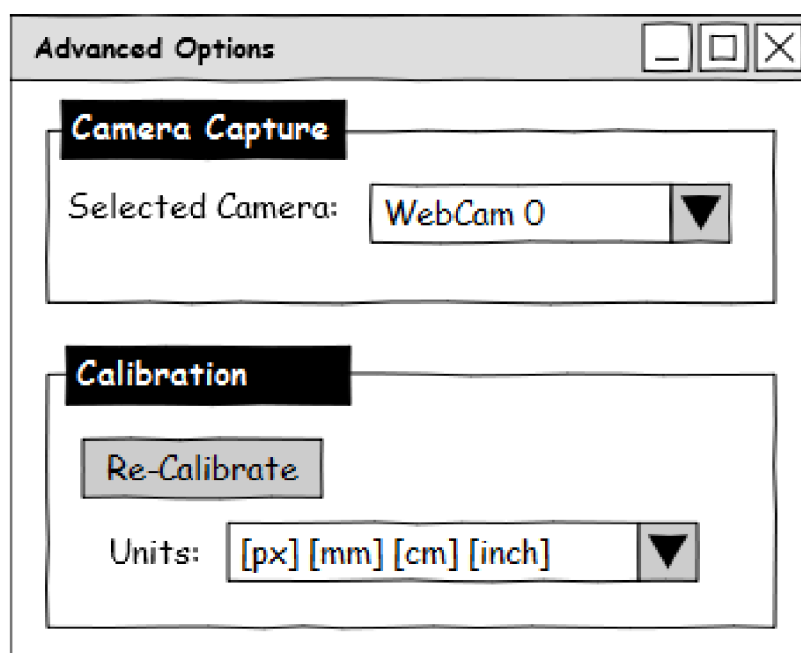 Advanced Options
Camera Capture
Selected Camera: WebCam 0
Calibration
Re-Calibrate
Units: [px] [mm] [cm] [inch]